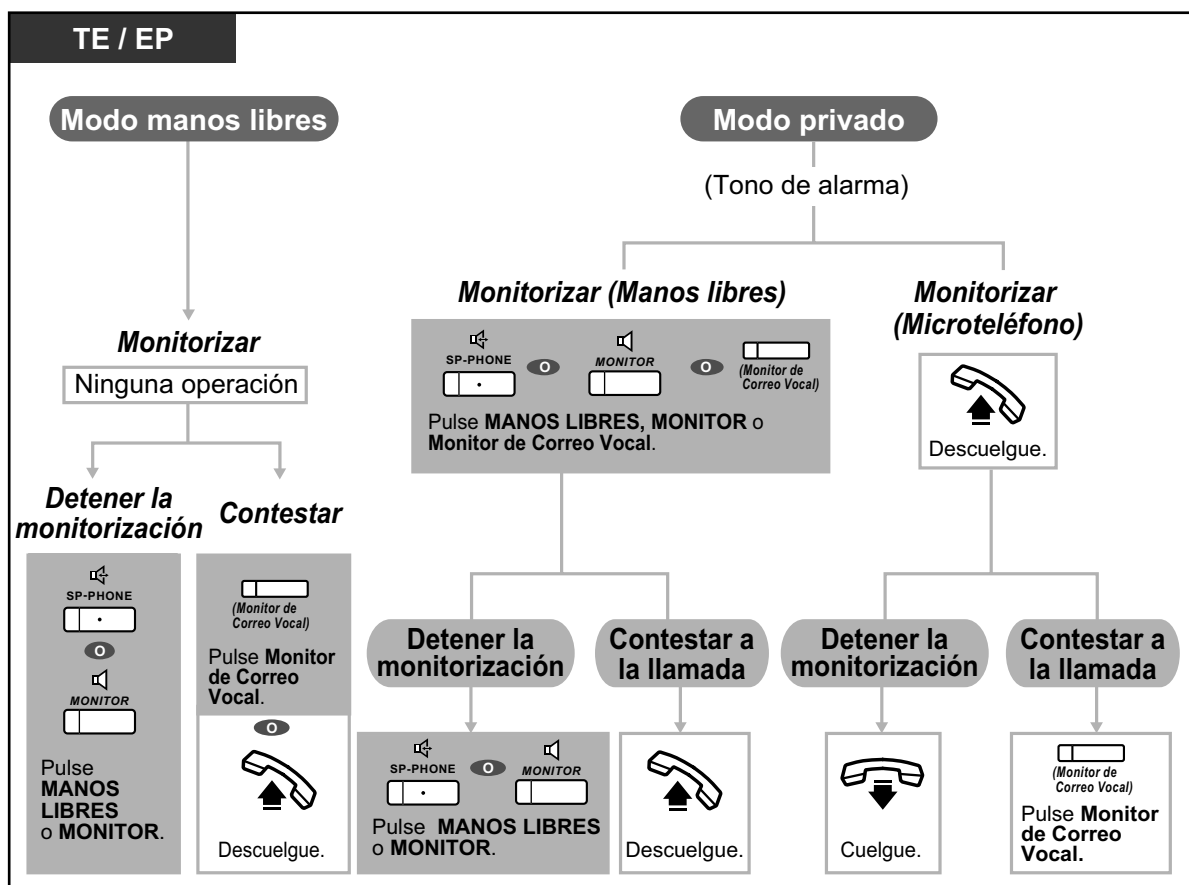 TE / EP
Modo manos libres
Monitorizar
Ninguna operación
Detener la
monitorización
SP-PHONE
O
MONITOR
Pulse
MANOS
LIBRES
o MONITOR.
Contestar
(Monitor de
Correo Vocal)
Pulse Monitor
de Correo
Vocal.
O
Descuelgue.
Modo privado
(Tono de alarma)
Monitorizar (Manos libres)
SP-PHONE O MONITOR O (Monitor de
Correo Vocal)
Pulse MANOS LIBRES, MONITOR o
Monitor de Correo Vocal.
Detener la
monitorización
SP-PHONE O MONITOR
Pulse MANOS LIBRES
o MONITOR.
Contestar a
la llamada
Descuelgue.
Monitorizar
(Microteléfono)
Descuelgue.
Detener la
monitorización
Cuelgue.
Contestar a
la llamada
(Monitor de
Correo Vocal)
Pulse Monitor
de Correo
Vocal.